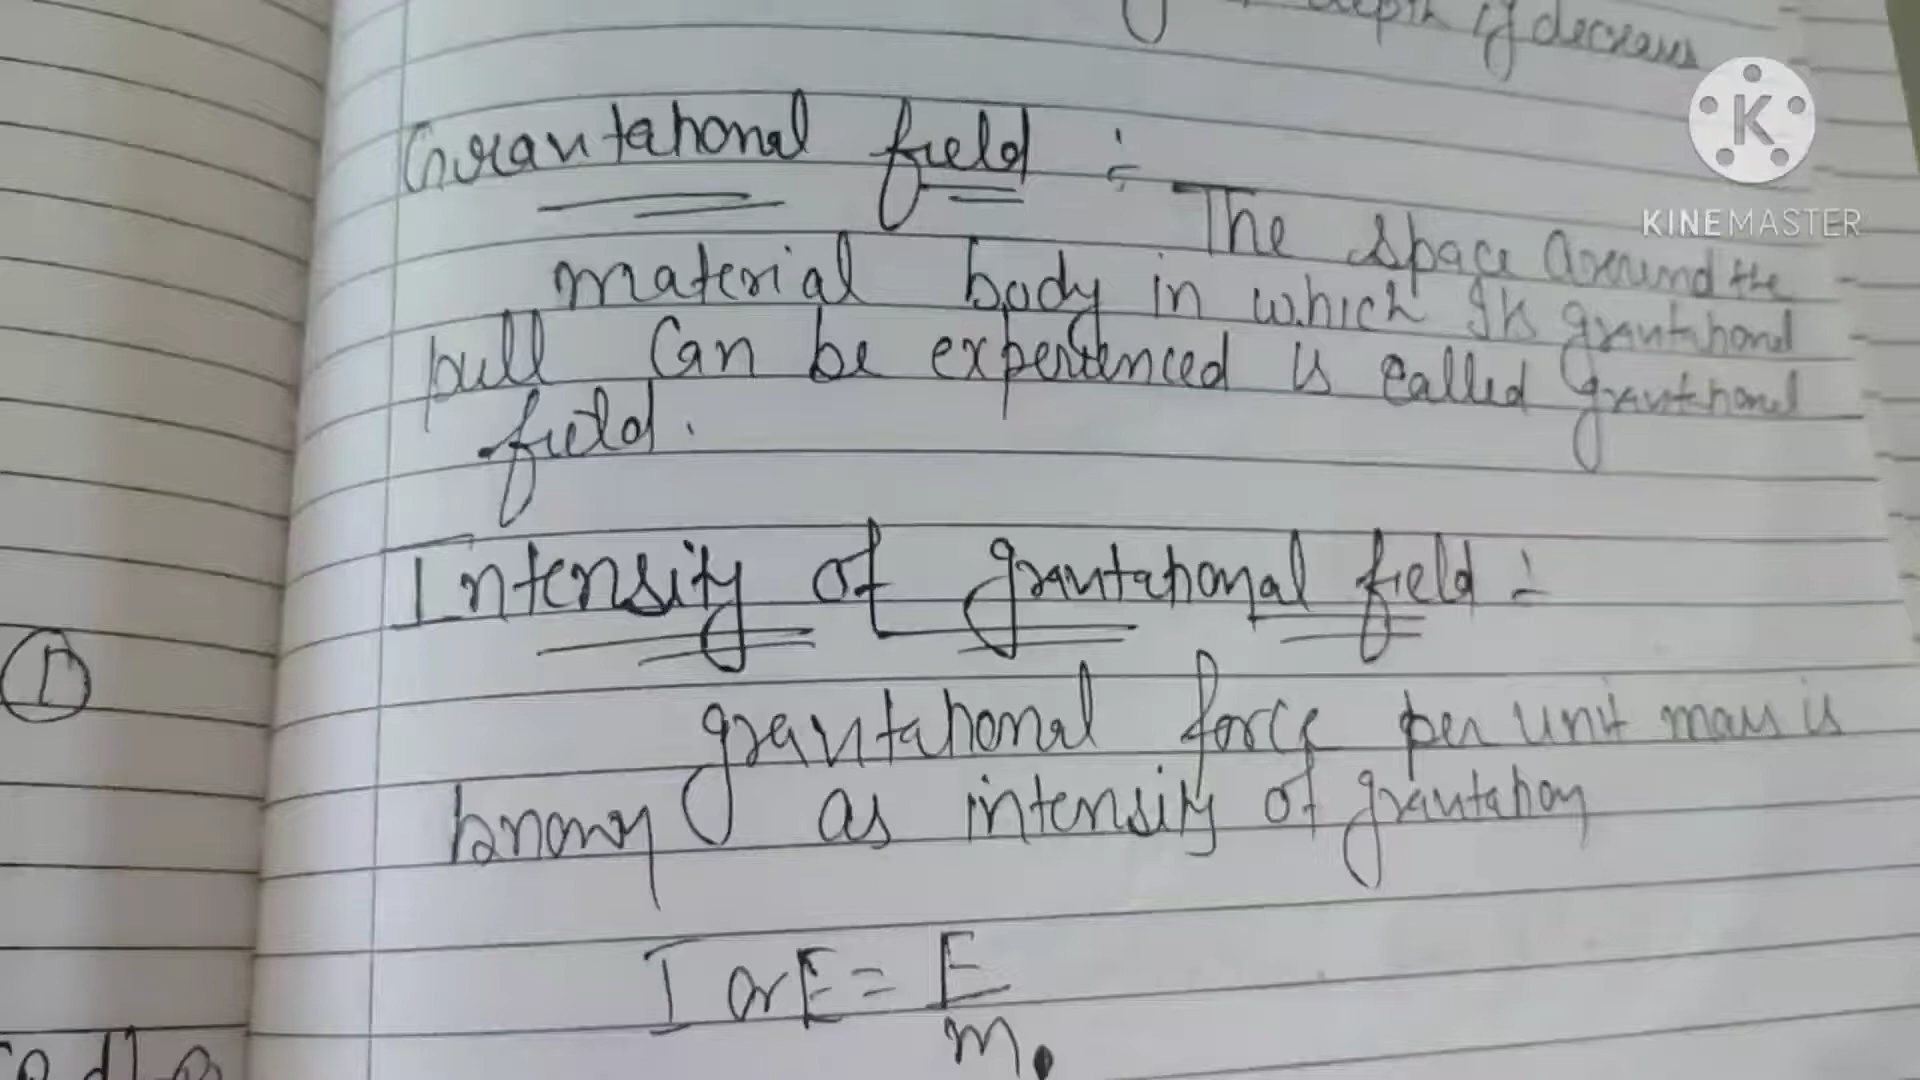 depth if decreases
Gravitational field :-
The space around the
material body in which its gravitational
pull can be experienced is called gravitational
field.
Intensity of gravitational field :-
gravitational force per unit mass is
known as intensity of gravitation
I or E = F
m.
1
K
KINEMASTER